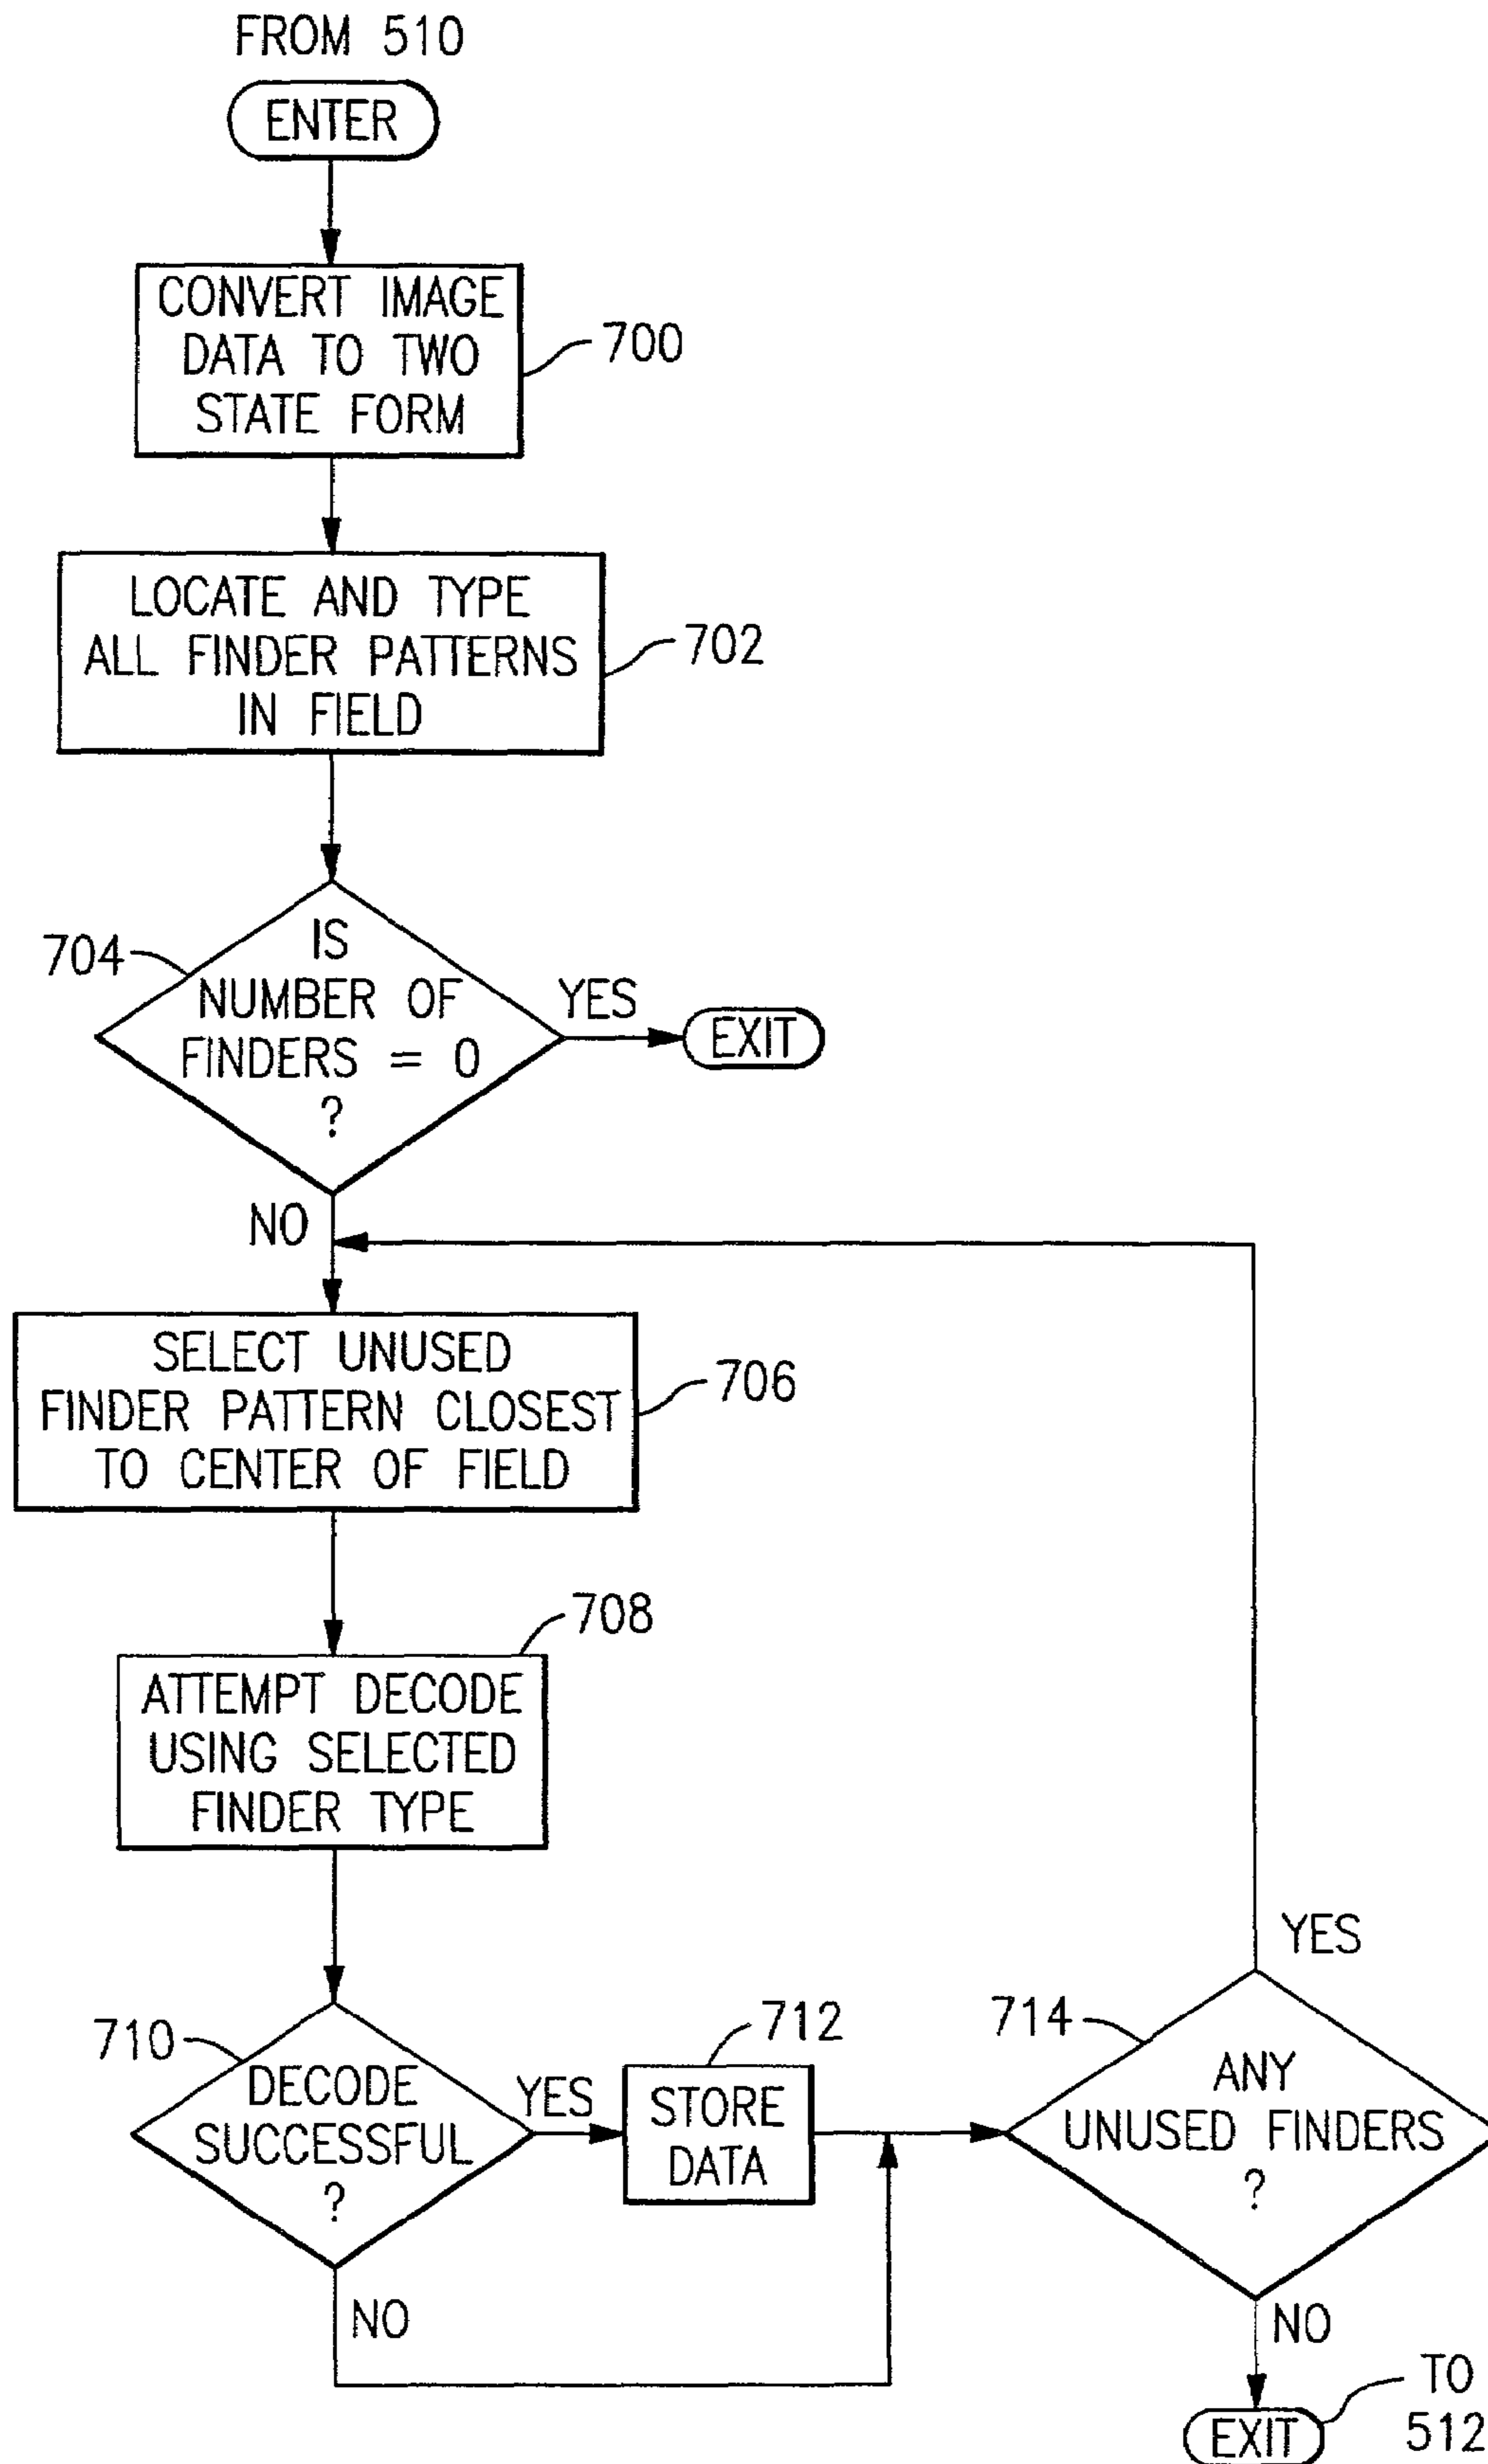 FROM 510
ENTER
CONVERT IMAGE
DATA TO TWO
STATE FORM
700
LOCATE AND TYPE
ALL FINDER PATTERNS
IN FIELD
702
704
IS
NUMBER OF
FINDERS = 0
?
YES
EXIT
NO
SELECT UNUSED
FINDER PATTERN CLOSEST
TO CENTER OF FIELD
706
708
ATTEMPT DECODE
USING SELECTED
FINDER TYPE
710
DECODE
SUCCESSFUL
?
YES
712
STORE
DATA
NO
714
ANY
UNUSED FINDERS
?
YES
NO
EXIT
TO
512